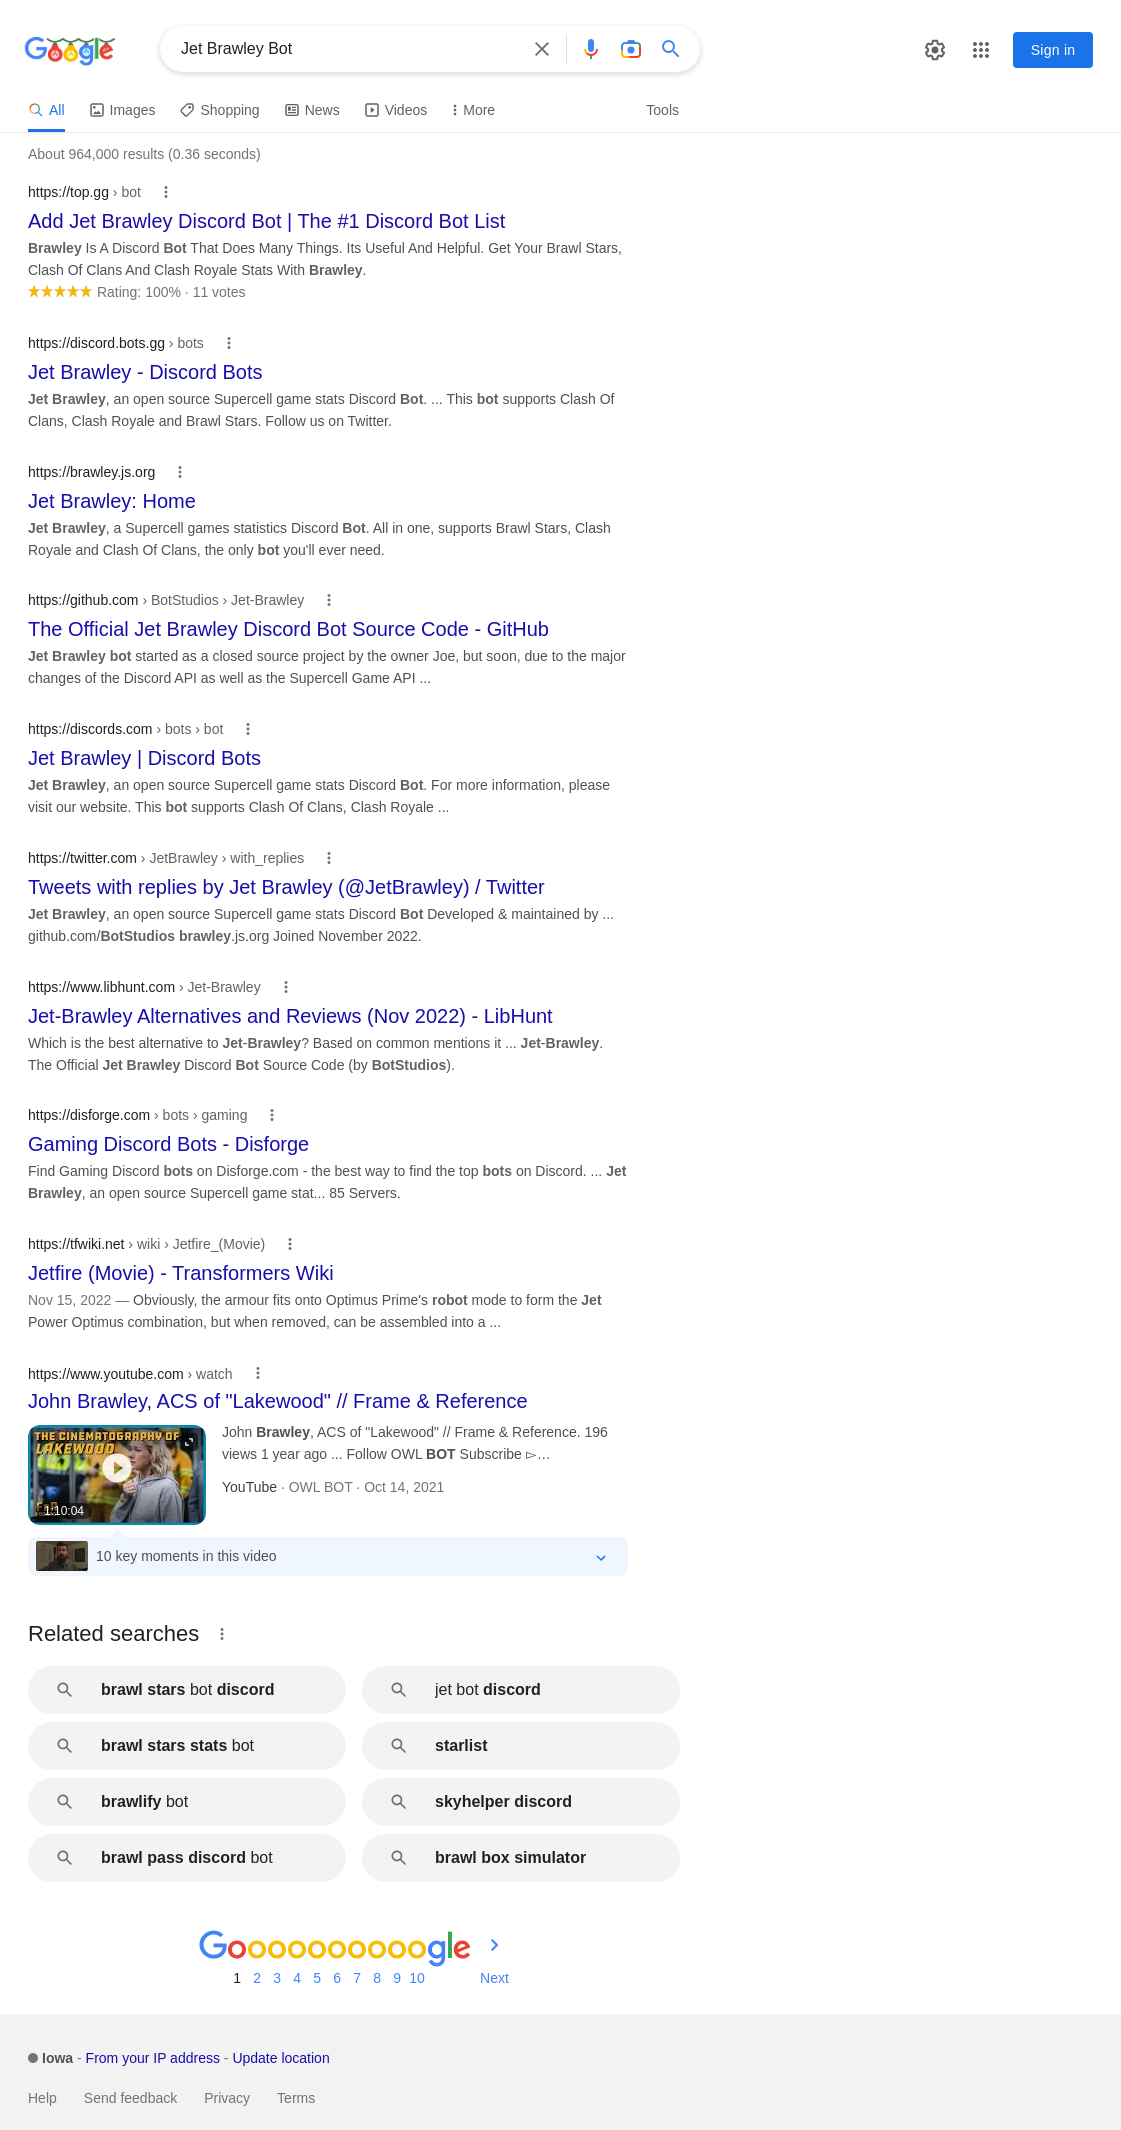 Google
Jet Brawley Bot
Sign in
All
Images
Shopping
News
Videos
More
Tools
About 964,000 results (0.36 seconds)
https://top.gg › bot
Add Jet Brawley Discord Bot | The #1 Discord Bot List
Brawley Is A Discord Bot That Does Many Things. Its Useful And Helpful. Get Your Brawl Stars,
Clash Of Clans And Clash Royale Stats With Brawley.
Rating: 100% · 11 votes
https://discord.bots.gg › bots
Jet Brawley - Discord Bots
Jet Brawley, an open source Supercell game stats Discord Bot. ... This bot supports Clash Of
Clans, Clash Royale and Brawl Stars. Follow us on Twitter.
https://brawley.js.org
Jet Brawley: Home
Jet Brawley, a Supercell games statistics Discord Bot. All in one, supports Brawl Stars, Clash
Royale and Clash Of Clans, the only bot you'll ever need.
https://github.com › BotStudios › Jet-Brawley
The Official Jet Brawley Discord Bot Source Code - GitHub
Jet Brawley bot started as a closed source project by the owner Joe, but soon, due to the major
changes of the Discord API as well as the Supercell Game API ...
https://discords.com › bots › bot
Jet Brawley | Discord Bots
Jet Brawley, an open source Supercell game stats Discord Bot. For more information, please
visit our website. This bot supports Clash Of Clans, Clash Royale ...
https://twitter.com › JetBrawley › with_replies
Tweets with replies by Jet Brawley (@JetBrawley) / Twitter
Jet Brawley, an open source Supercell game stats Discord Bot Developed & maintained by ...
github.com/BotStudios brawley.js.org Joined November 2022.
https://www.libhunt.com › Jet-Brawley
Jet-Brawley Alternatives and Reviews (Nov 2022) - LibHunt
Which is the best alternative to Jet-Brawley? Based on common mentions it ... Jet-Brawley.
The Official Jet Brawley Discord Bot Source Code (by BotStudios).
https://disforge.com › bots › gaming
Gaming Discord Bots - Disforge
Find Gaming Discord bots on Disforge.com - the best way to find the top bots on Discord. ... Jet
Brawley, an open source Supercell game stat... 85 Servers.
https://tfwiki.net › wiki › Jetfire_(Movie)
Jetfire (Movie) - Transformers Wiki
Nov 15, 2022 — Obviously, the armour fits onto Optimus Prime's robot mode to form the Jet
Power Optimus combination, but when removed, can be assembled into a ...
https://www.youtube.com › watch
John Brawley, ACS of "Lakewood" // Frame & Reference
THE CINEMATOGRAPHY OF
LAKEWOOD
1:10:04
John Brawley, ACS of "Lakewood" // Frame & Reference. 196
views 1 year ago ... Follow OWL BOT Subscribe ▻…
YouTube · OWL BOT · Oct 14, 2021
10 key moments in this video
Related searches
brawl stars bot discord
jet bot discord
brawl stars stats bot
starlist
brawlify bot
skyhelper discord
brawl pass discord bot
brawl box simulator
Goooooooooogle
1 2 3 4 5 6 7 8 9 10 Next
Iowa - From your IP address - Update location
Help Send feedback Privacy Terms